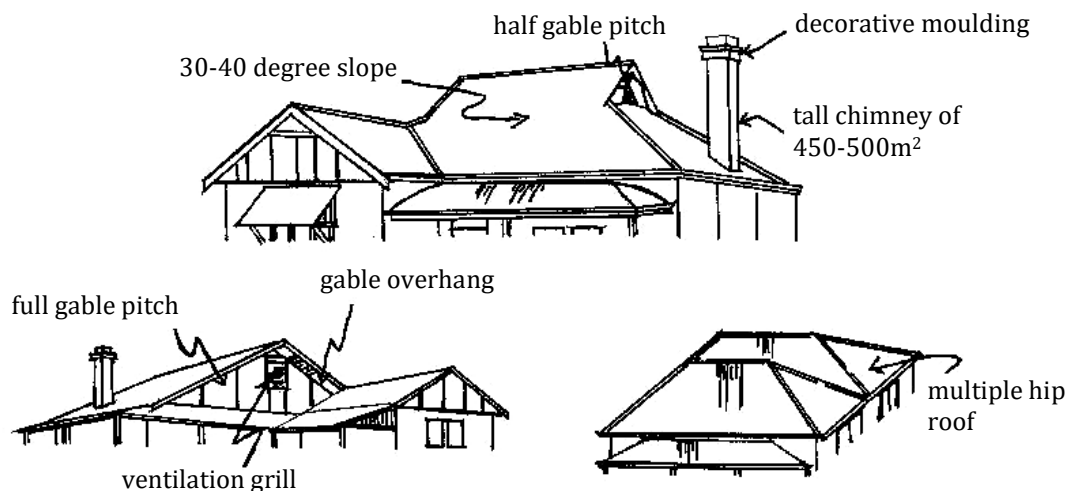 half gable pitch
decorative moulding
30-40 degree slope
tall chimney of
450-500m²
gable overhang
full gable pitch
multiple hip
roof
ventilation grill